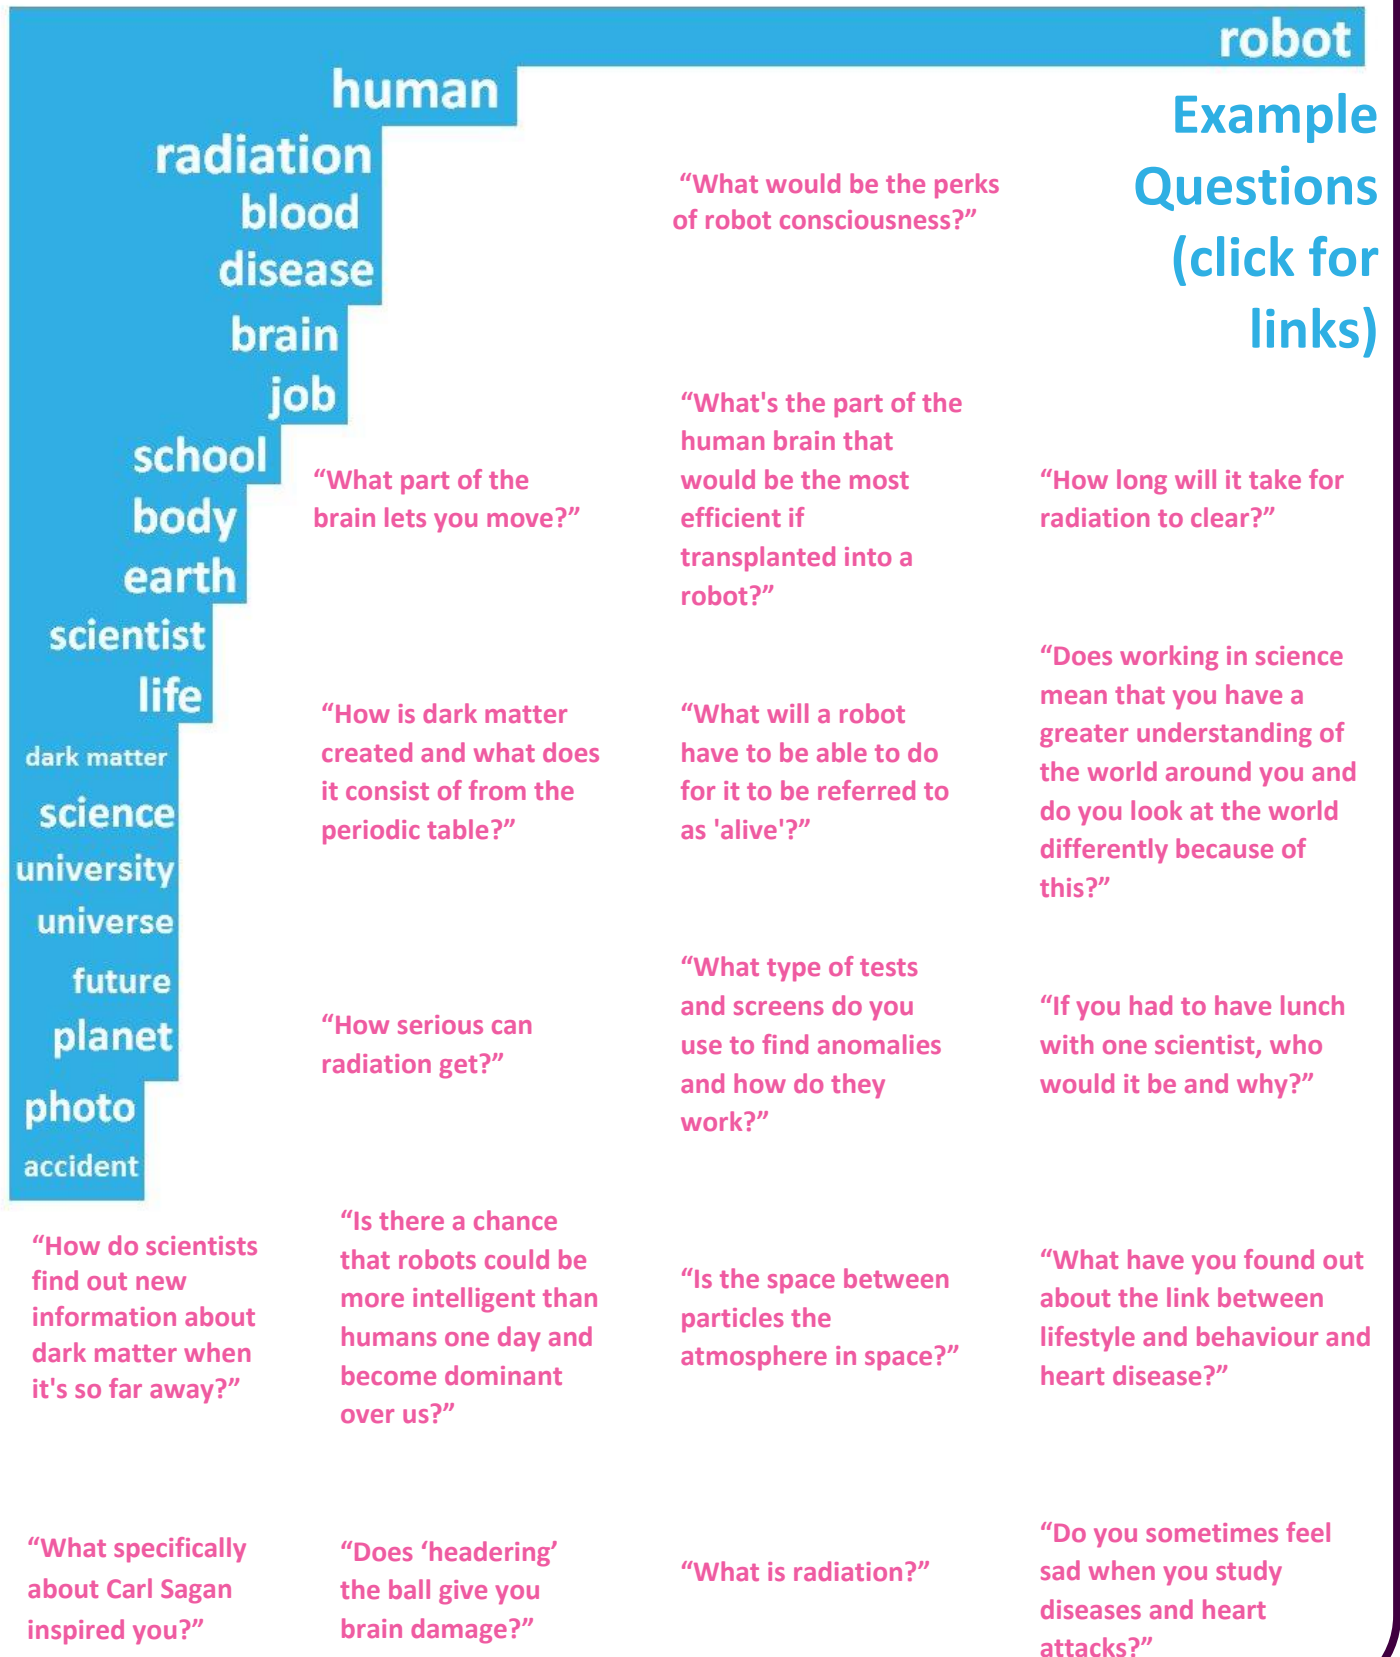 robot
human
radiation
blood
disease
brain
job
school
body
earth
scientist
life
dark matter
science
university
universe
future
planet
photo
accident
Example
Questions
(click for
links)
“What would be the perks
of robot consciousness?”
“What part of the
brain lets you move?”
“What's the part of the
human brain that
would be the most
efficient if
transplanted into a
robot?”
“How long will it take for
radiation to clear?”
“How is dark matter
created and what does
it consist of from the
periodic table?”
“What will a robot
have to be able to do
for it to be referred to
as 'alive'?”
“Does working in science
mean that you have a
greater understanding of
the world around you and
do you look at the world
differently because of
this?”
“How serious can
radiation get?”
“What type of tests
and screens do you
use to find anomalies
and how do they
work?”
“If you had to have lunch
with one scientist, who
would it be and why?”
“How do scientists
find out new
information about
dark matter when
it's so far away?”
“Is there a chance
that robots could be
more intelligent than
humans one day and
become dominant
over us?”
“Is the space between
particles the
atmosphere in space?”
“What have you found out
about the link between
lifestyle and behaviour and
heart disease?”
“What specifically
about Carl Sagan
inspired you?”
“Does ‘headering’
the ball give you
brain damage?”
“What is radiation?”
“Do you sometimes feel
sad when you study
diseases and heart
attacks?”